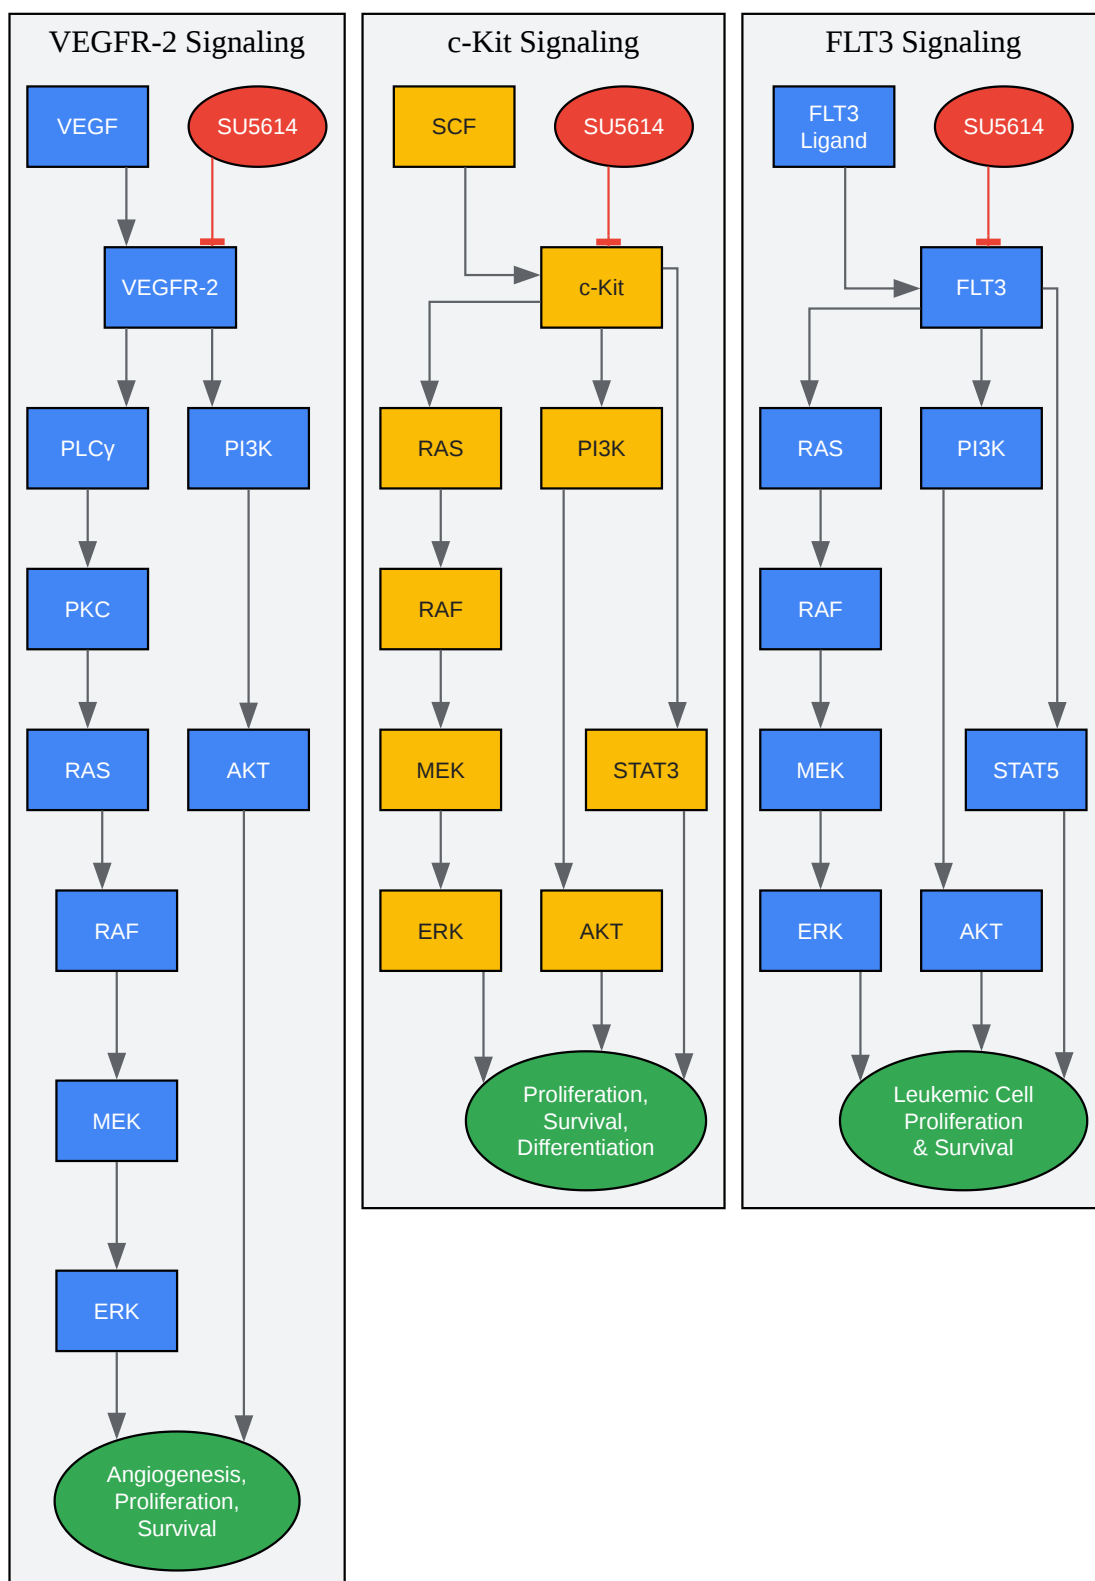 VEGFR-2 Signaling
VEGF
SU5614
VEGFR-2
PLCγ
PI3K
PKC
RAS
AKT
RAF
MEK
ERK
Angiogenesis,
Proliferation,
Survival
c-Kit Signaling
SCF
SU5614
c-Kit
RAS
PI3K
RAF
MEK
STAT3
ERK
AKT
Proliferation,
Survival,
Differentiation
FLT3 Signaling
FLT3
Ligand
SU5614
FLT3
RAS
PI3K
RAF
MEK
STAT5
ERK
AKT
Leukemic Cell
Proliferation
& Survival